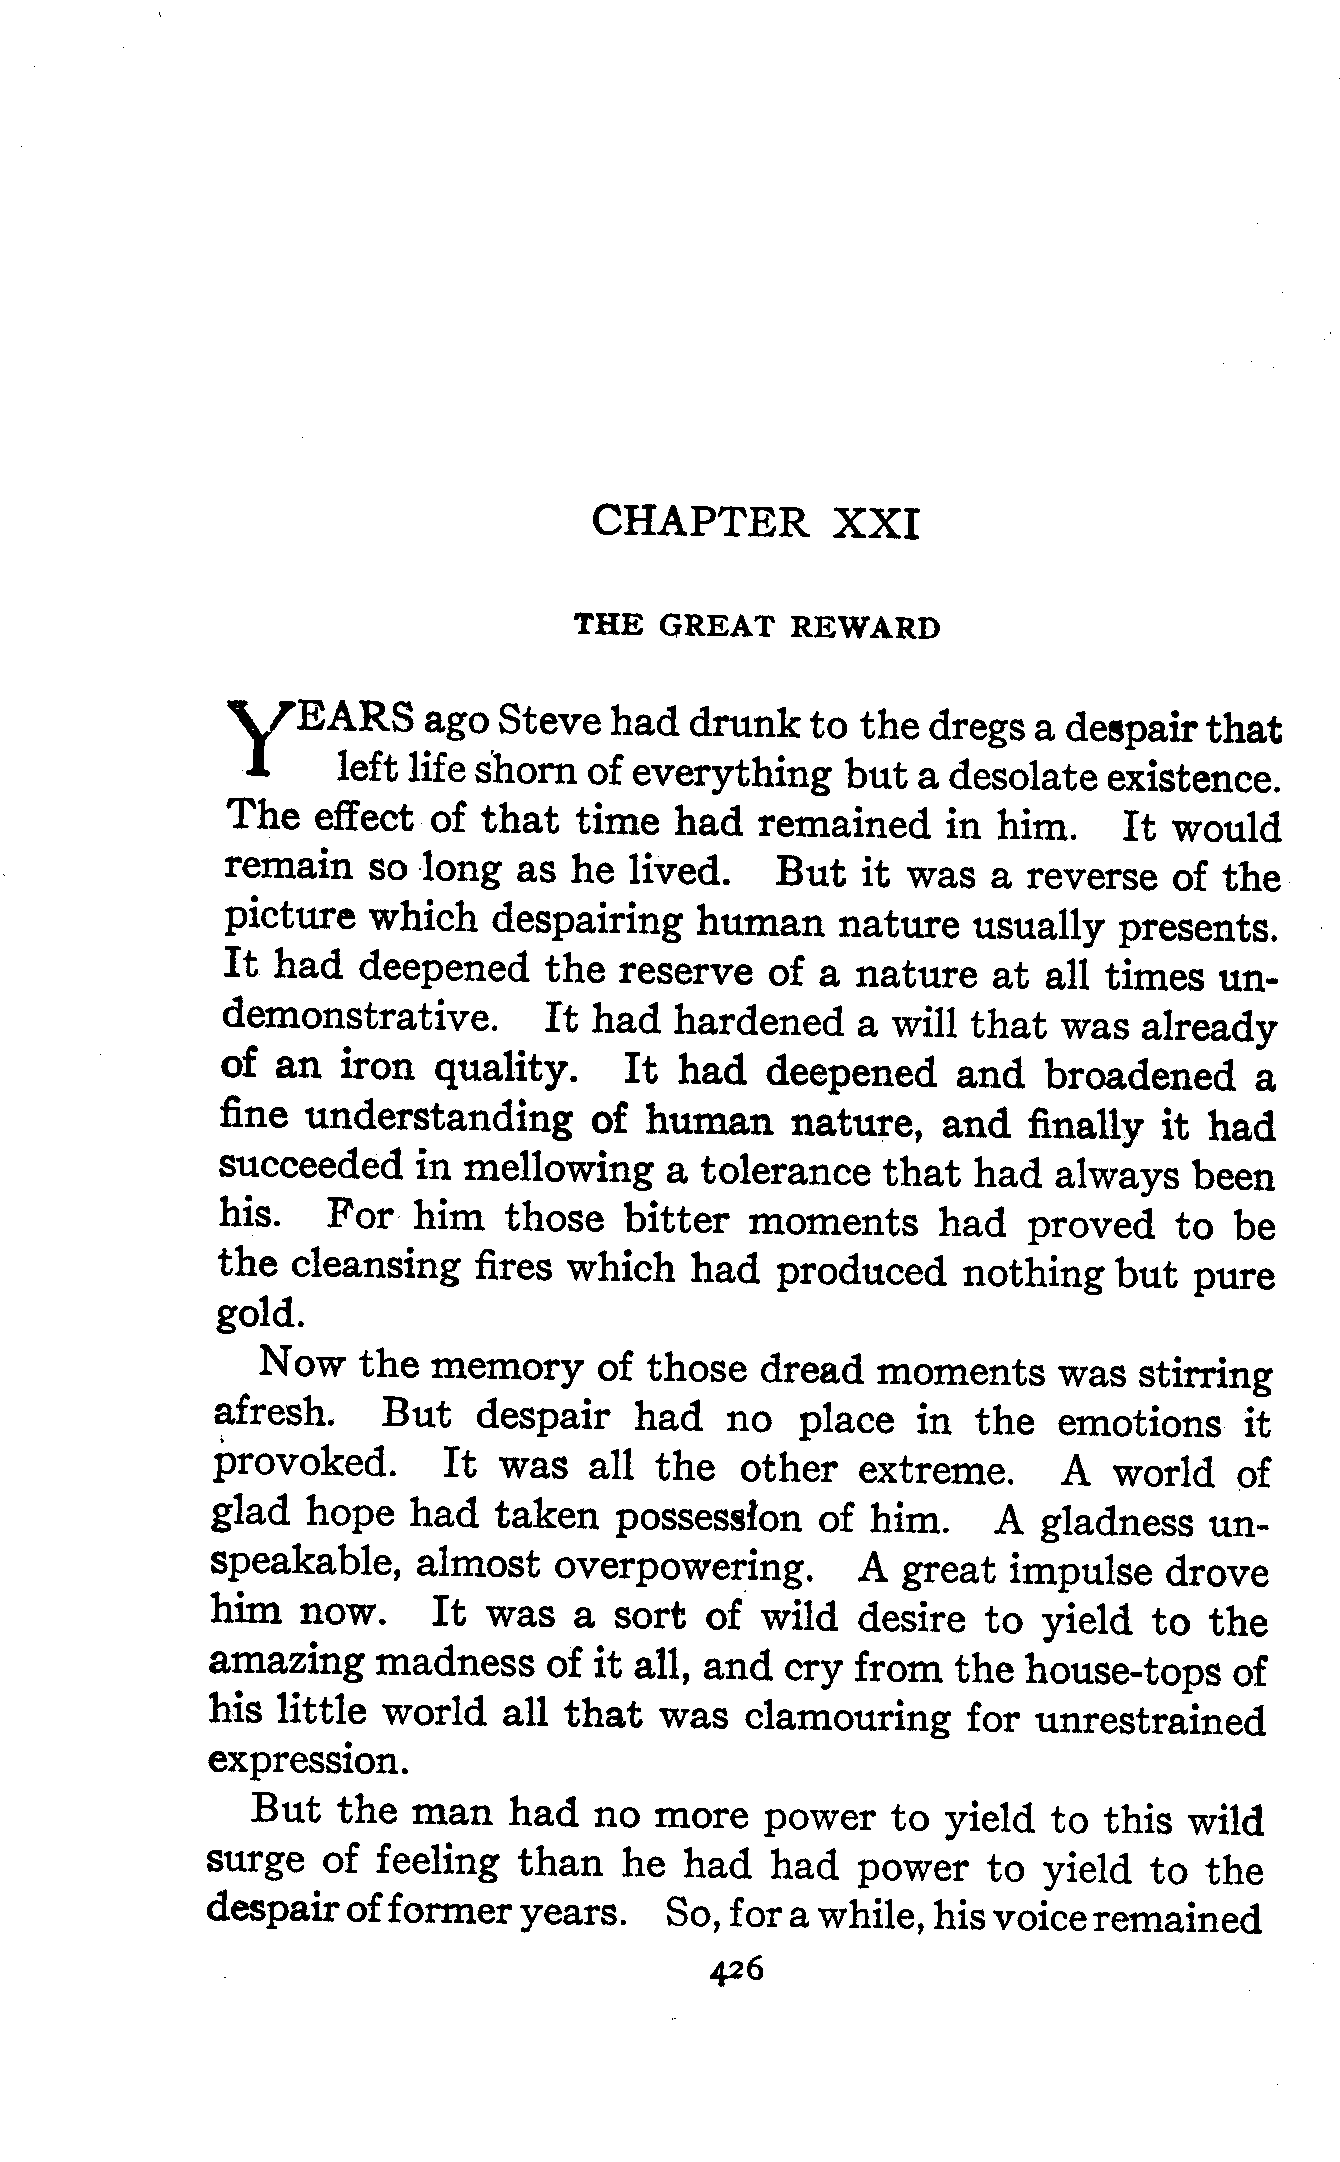 CHAPTER XXI
THE GREAT REWARD
YEARS ago Steve had drunk to the dregs a despair that
left life shorn of everything but a desolate existence.
The effect of that time had remained in him. It would
remain so long as he lived. But it was a reverse of the
picture which despairing human nature usually presents.
It had deepened the reserve of a nature at all times un-
demonstrative. It had hardened a will that was already
of an iron quality. It had deepened and broadened a
fine understanding of human nature, and finally it had
succeeded in mellowing a tolerance that had always been
his. For him those bitter moments had proved to be
the cleansing fires which had produced nothing but pure
gold.
Now the memory of those dread moments was stirring
afresh. But despair had no place in the emotions it
provoked. It was all the other extreme. A world of
glad hope had taken possession of him. A gladness un-
speakable, almost overpowering. A great impulse drove
him now. It was a sort of wild desire to yield to the
amazing madness of it all, and cry from the house-tops of
his little world all that was clamouring for unrestrained
expression.
But the man had no more power to yield to this wild
surge of feeling than he had had power to yield to the
despair of former years. So, for a while, his voice remained
426